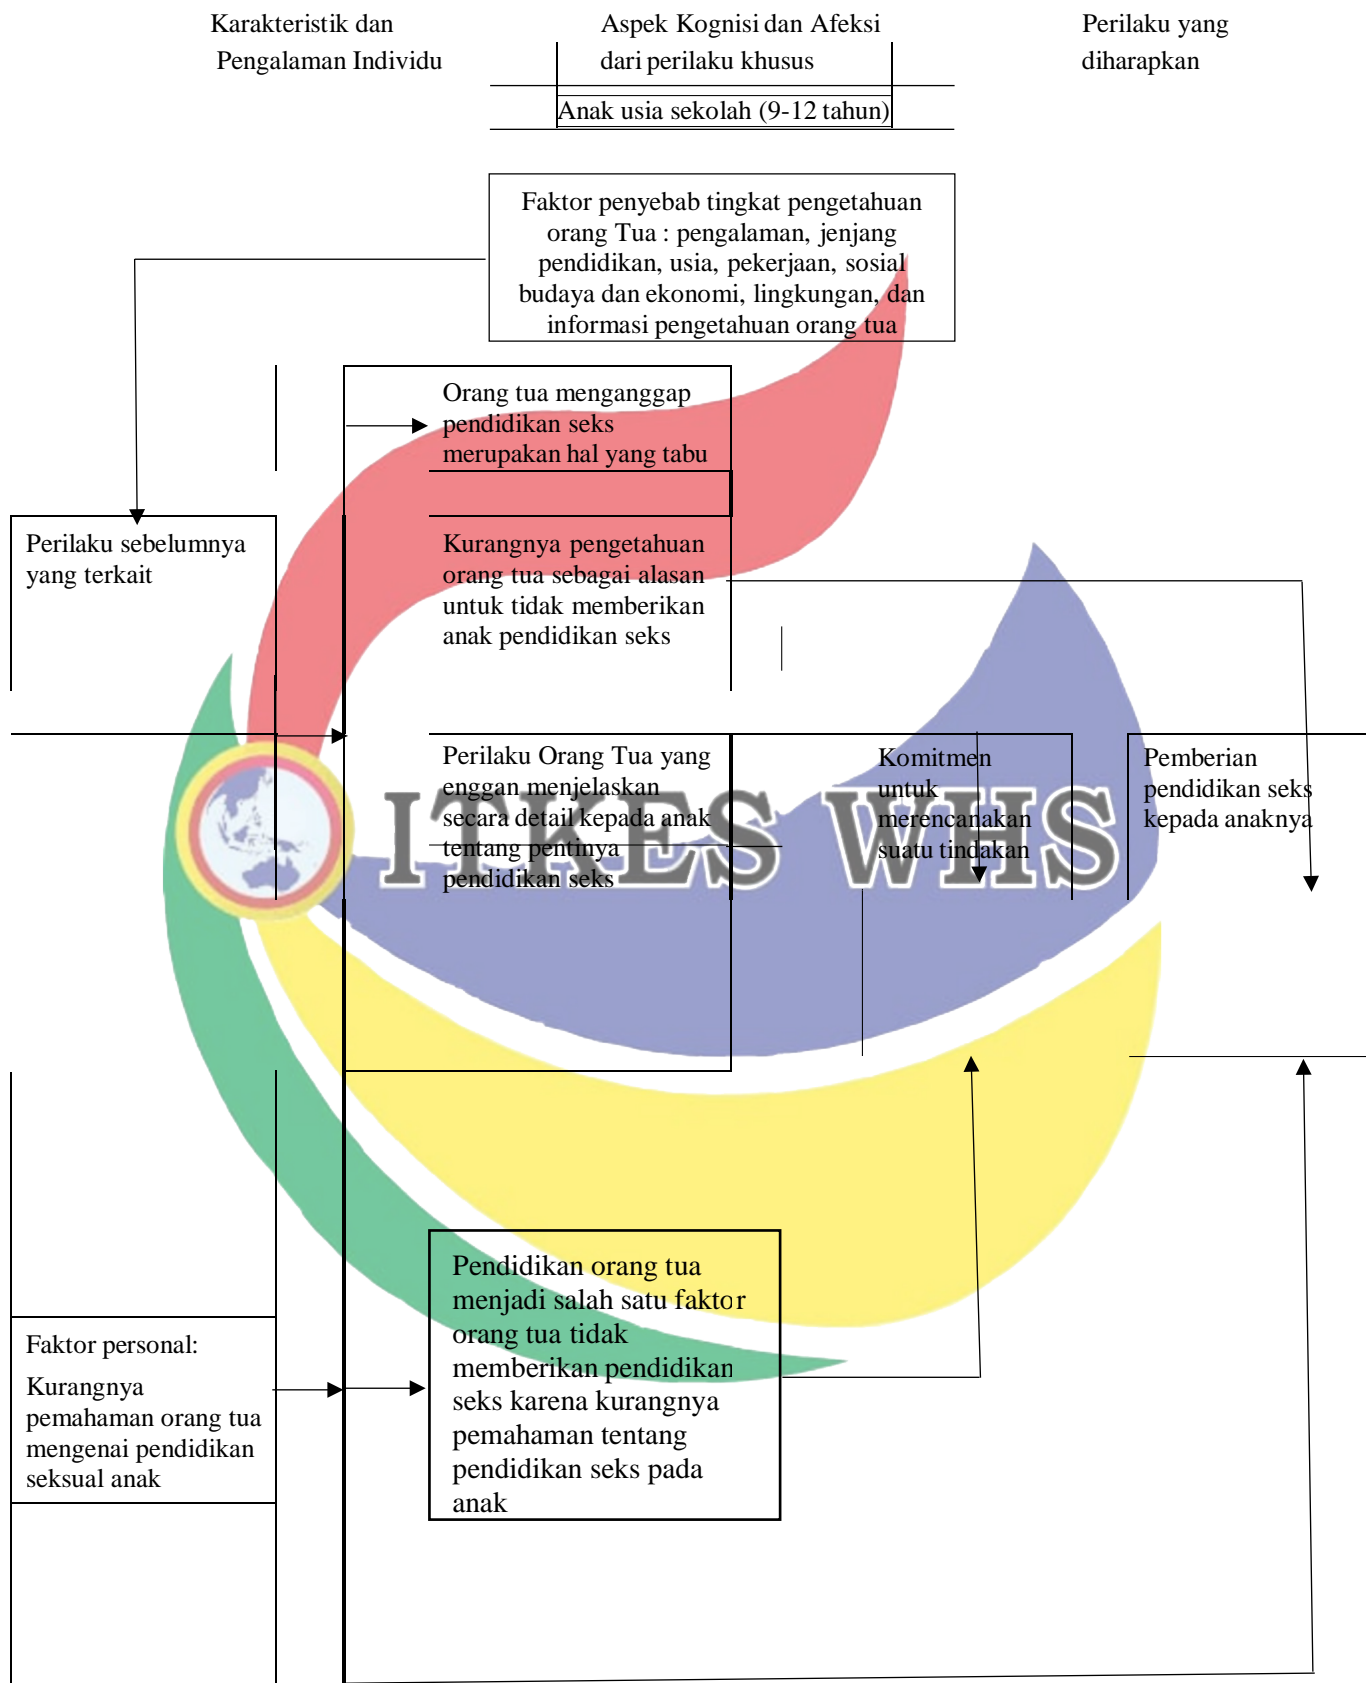 Karakteristik dan
Pengalaman Individu
Aspek Kognisi dan Afeksi
dari perilaku khusus
Perilaku yang
diharapkan
Anak usia sekolah (9-12 tahun)
Faktor penyebab tingkat pengetahuan
orang Tua : pengalaman, jenjang
pendidikan, usia, pekerjaan, sosial
budaya dan ekonomi, lingkungan, dan
informasi pengetahuan orang tua
Orang tua menganggap
pendidikan seks
merupakan hal yang tabu
Perilaku sebelumnya
yang terkait
Kurangnya pengetahuan
orang tua sebagai alasan
untuk tidak memberikan
anak pendidikan seks
Perilaku Orang Tua yang
enggan menjelaskan
secara detail kepada anak
tentang pentinya
pendidikan seks
Komitmen
untuk
merencanakan
suatu tindakan
Pemberian
pendidikan seks
kepada anaknya
ITKES WHS
Faktor personal:
Kurangnya
pemahaman orang tua
mengenai pendidikan
seksual anak
Pendidikan orang tua
menjadi salah satu faktor
orang tua tidak
memberikan pendidikan
seks karena kurangnya
pemahaman tentang
pendidikan seks pada
anak